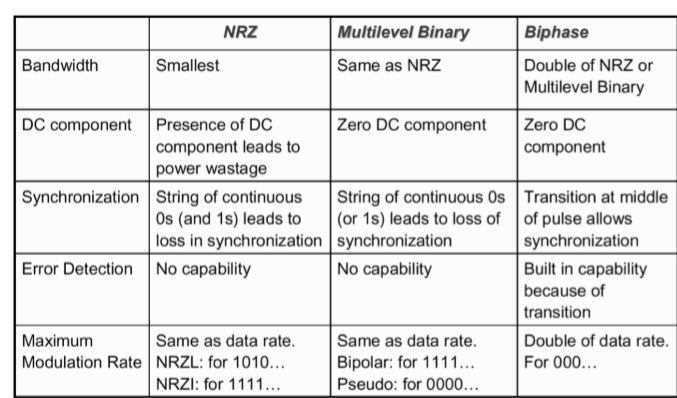 NRZ Multilevel Binary Biphase
Bandwidth Smallest Same as NRZ Double of NRZ or
Multilevel Binary
DC component Presence of DC Zero DC component Zero DC
component leads to component
power wastage
Synchronization String of continuous String of continuous 0s Transition at middle
0s (and 1s) leads to (or 1s) leads to loss of of pulse allows
loss in synchronization synchronization synchronization
Error Detection No capability No capability Built in capability
because of
transition
Maximum Same as data rate. Same as data rate. Double of data rate.
Modulation Rate NRZL: for 1010... Bipolar: for 1111... For 000...
NRZI: for 1111... Pseudo: for 0000...